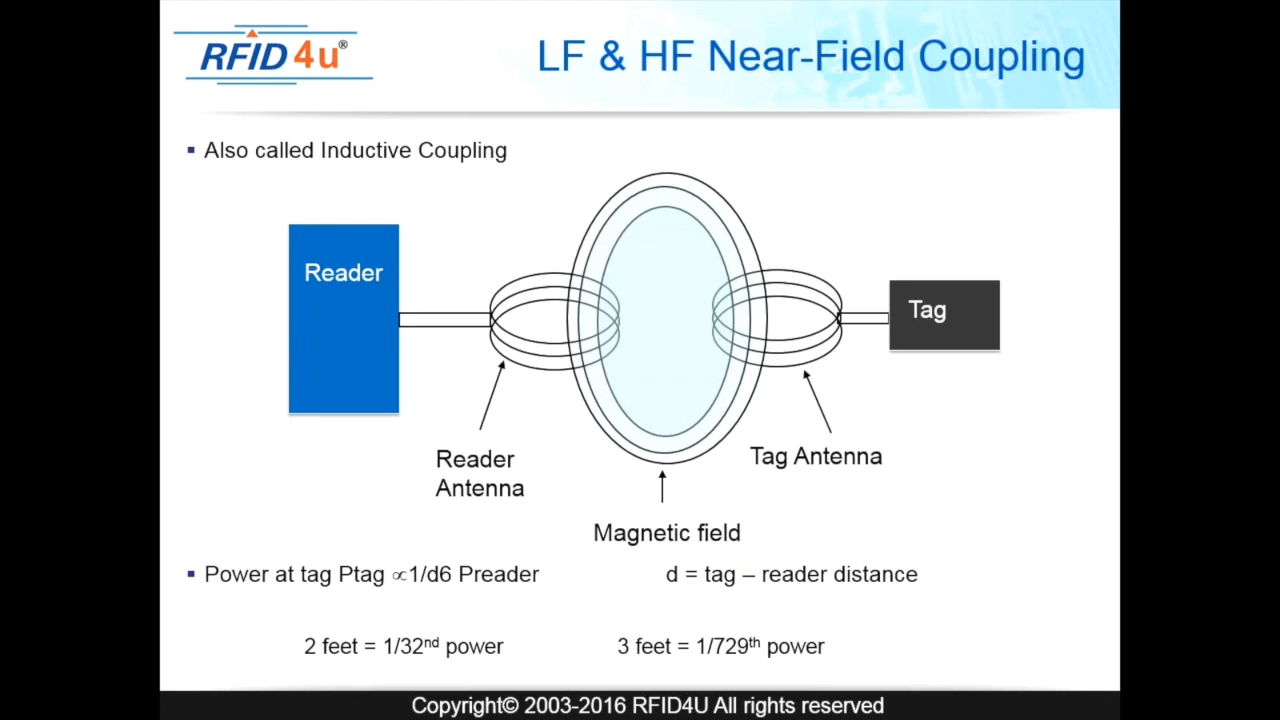 RFID4u®
LF & HF Near-Field Coupling
▪ Also called Inductive Coupling
Reader
Tag
Reader
Antenna
Tag Antenna
Magnetic field
▪ Power at tag Ptag ∝1/d6 Preader
d = tag – reader distance
2 feet = 1/32nd power
3 feet = 1/729th power
Copyright© 2003-2016 RFID4U All rights reserved